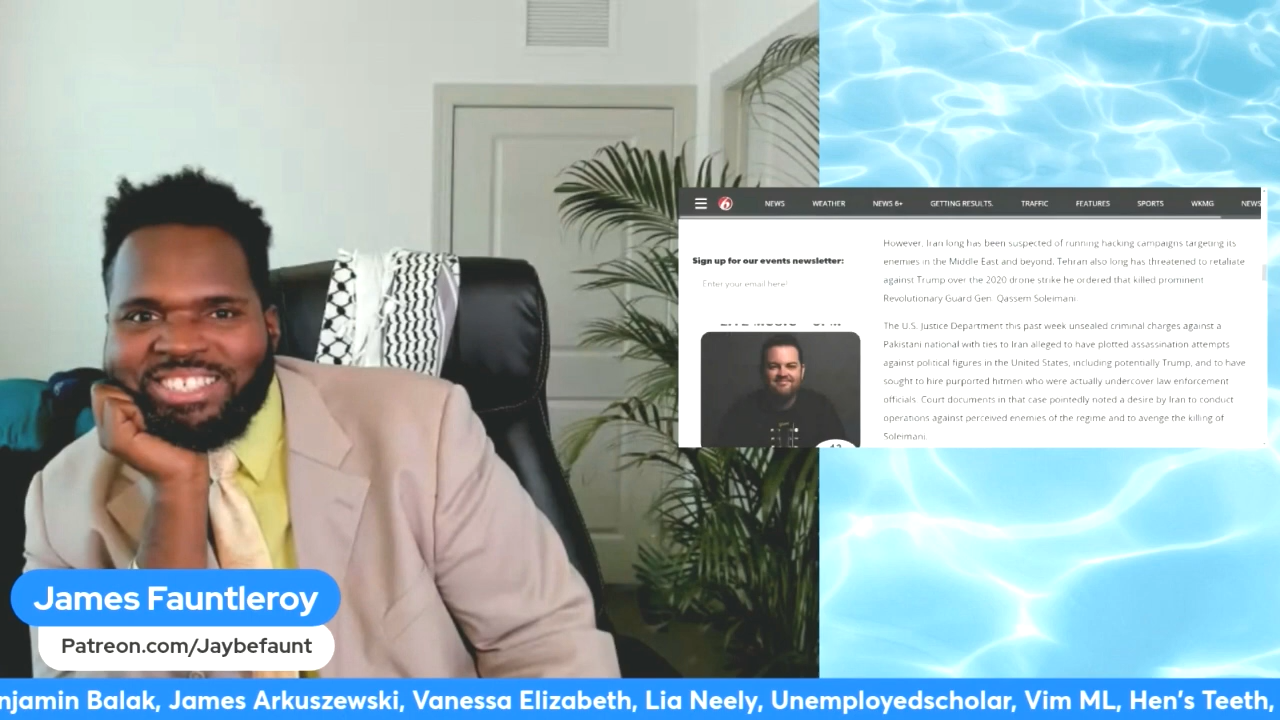 NEWS WEATHER NEWS 6+ GETTING RESULTS. TRAFFIC FEATURES SPORTS WKMG NEWS
Sign up for our events newsletter:
Enter your email here!
However, Iran long has been suspected of running hacking campaigns targeting its
enemies in the Middle East and beyond. Tehran also long has threatened to retaliate
against Trump over the 2020 drone strike he ordered that killed prominent
Revolutionary Guard Gen. Qassem Soleimani.
The U.S. Justice Department this past week unsealed criminal charges against a
Pakistani national with ties to Iran alleged to have plotted assassination attempts
against political figures in the United States, including potentially Trump, and to have
sought to hire purported hitmen who were actually undercover law enforcement
officials. Court documents in that case pointedly noted a desire by Iran to conduct
operations against perceived enemies of the regime and to avenge the killing of
Soleimani.
James Fauntleroy
Patreon.com/Jaybefaunt
njamin Balak, James Arkuszewski, Vanessa Elizabeth, Lia Neely, Unemployedscholar, Vim ML, Hen's Teeth,